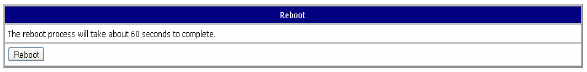 Reboot
The reboot process will take about 60 seconds to complete.
Reboot